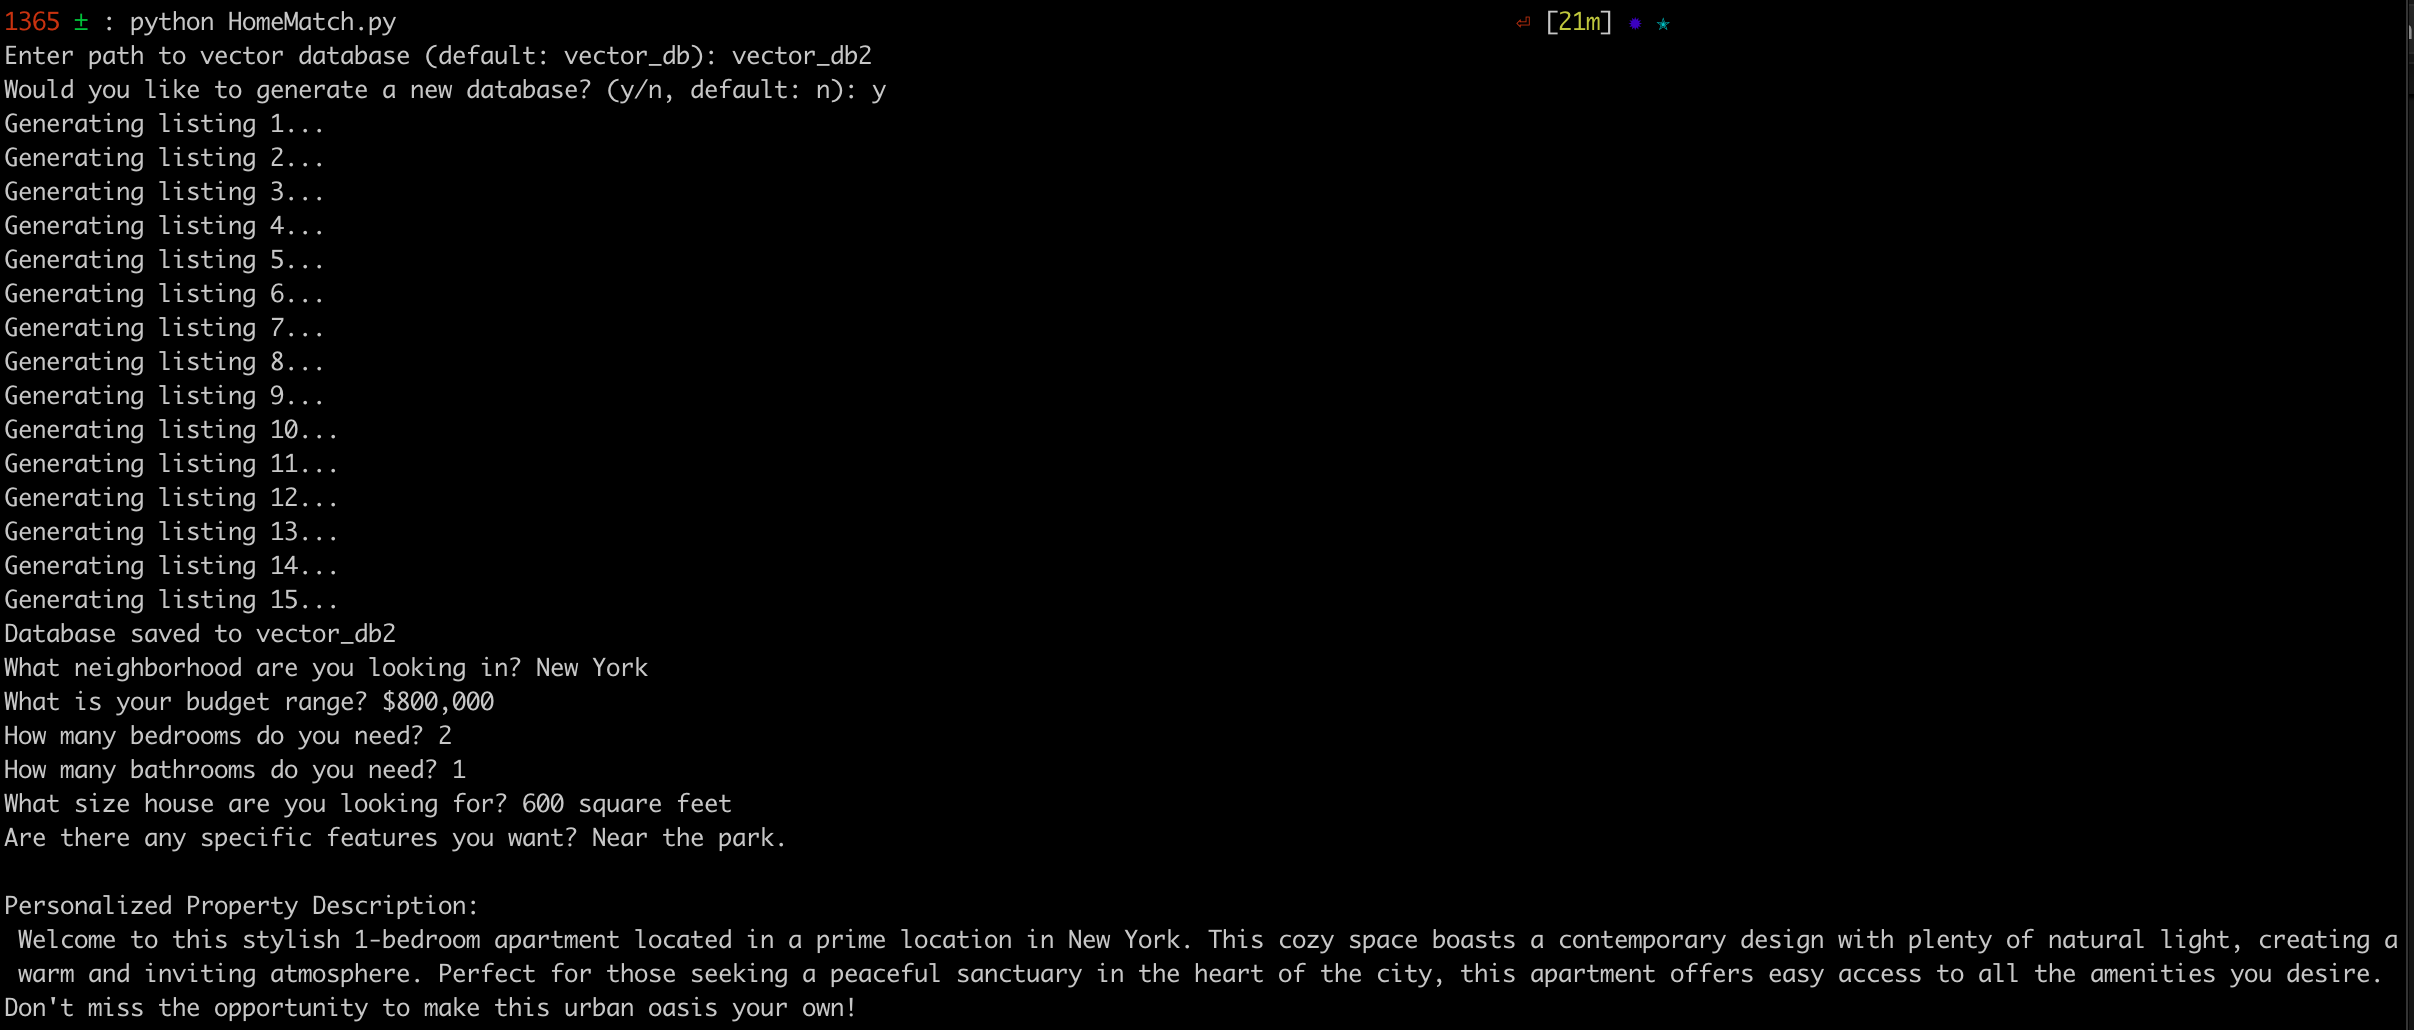 1365 ± : python HomeMatch.py ⏎ [21m] ✹ ✭
Enter path to vector database (default: vector_db): vector_db2
Would you like to generate a new database? (y/n, default: n): y
Generating listing 1...
Generating listing 2...
Generating listing 3...
Generating listing 4...
Generating listing 5...
Generating listing 6...
Generating listing 7...
Generating listing 8...
Generating listing 9...
Generating listing 10...
Generating listing 11...
Generating listing 12...
Generating listing 13...
Generating listing 14...
Generating listing 15...
Database saved to vector_db2
What neighborhood are you looking in? New York
What is your budget range? $800,000
How many bedrooms do you need? 2
How many bathrooms do you need? 1
What size house are you looking for? 600 square feet
Are there any specific features you want? Near the park.
Personalized Property Description:
Welcome to this stylish 1-bedroom apartment located in a prime location in New York. This cozy space boasts a contemporary design with plenty of natural light, creating a
warm and inviting atmosphere. Perfect for those seeking a peaceful sanctuary in the heart of the city, this apartment offers easy access to all the amenities you desire.
Don't miss the opportunity to make this urban oasis your own!